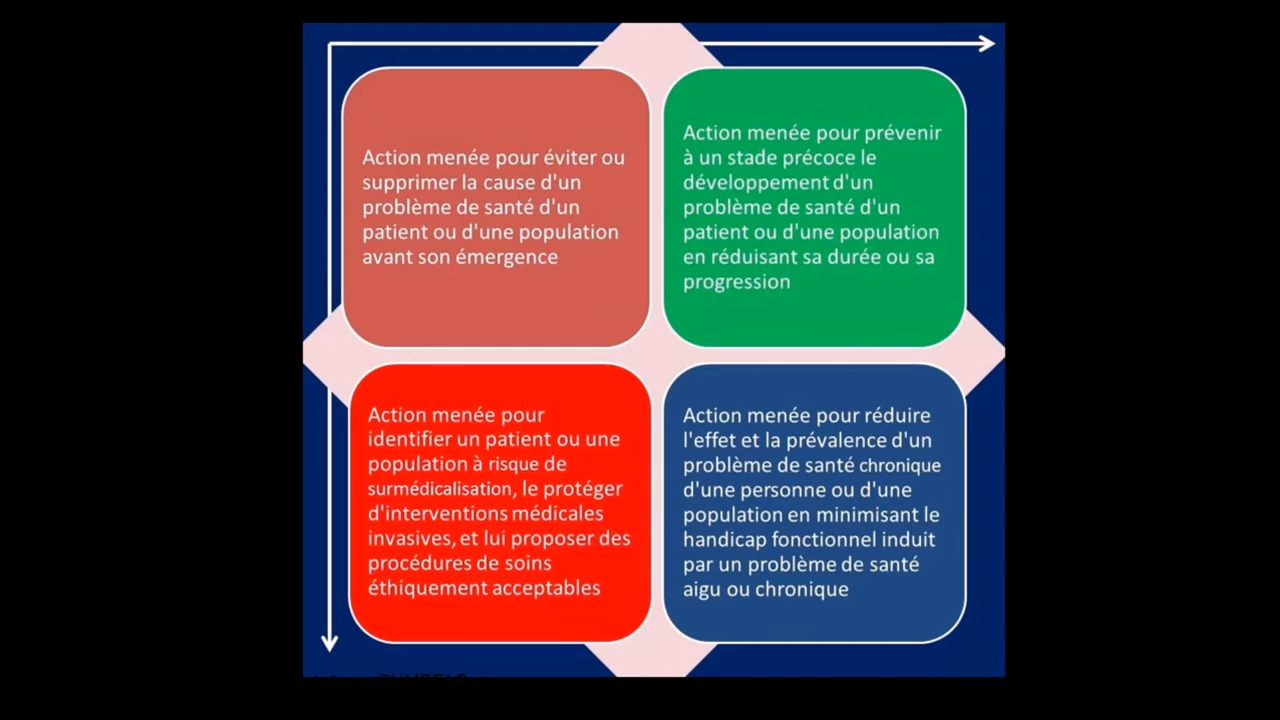 Action menée pour éviter ou
supprimer la cause d'un
problème de santé d'un
patient ou d'une population
avant son émergence
Action menée pour prévenir
à un stade précoce le
développement d'un
problème de santé d'un
patient ou d'une population
en réduisant sa durée ou sa
progression
Action menée pour
identifier un patient ou une
population à risque de
surmédicalisation, le protéger
d'interventions médicales
invasives, et lui proposer des
procédures de soins
éthiquement acceptables
Action menée pour réduire
l'effet et la prévalence d'un
problème de santé chronique
d'une personne ou d'une
population en minimisant le
handicap fonctionnel induit
par un problème de santé
aigu ou chronique